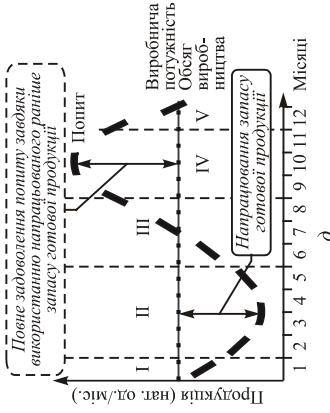 Повне задоволення попиту завдяки
використанню напрацьованого раніше
запасу готової продукції
Попит
Виробнича
потужність
Обсяг
вироб-
ництва
I
II
III
IV
V
Напрацювання запасу
готової продукції
Продукція (нат. од./міс.)
1 2 3 4 5 6 7 8 9 10 11 12
Місяці
д